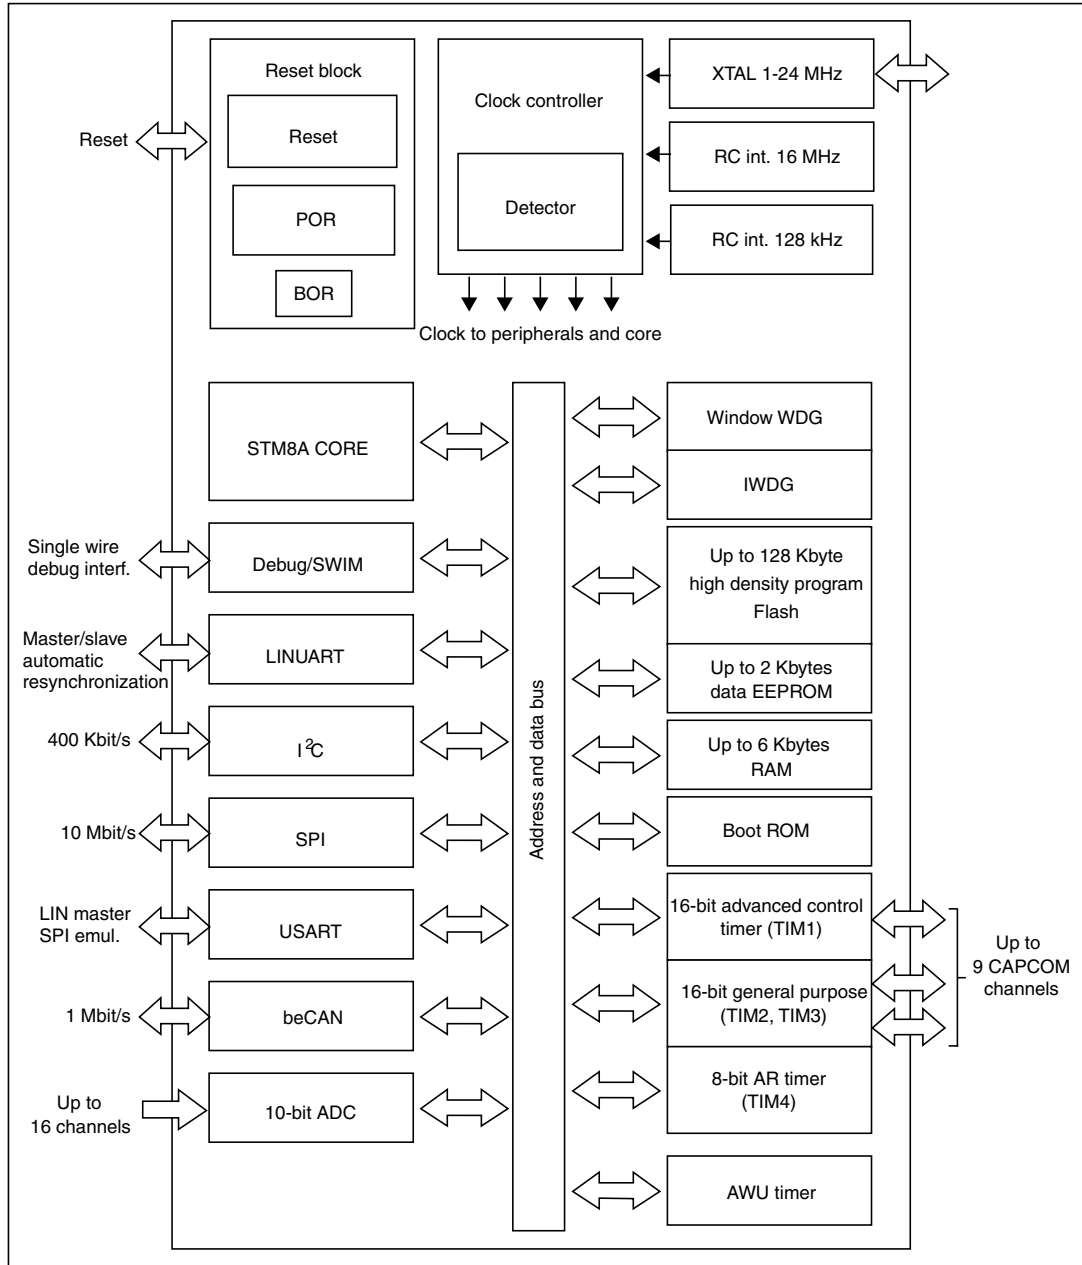 Reset block
Reset
POR
BOR
Reset
Clock controller
Detector
XTAL 1-24 MHz
RC int. 16 MHz
RC int. 128 kHz
Clock to peripherals and core
STM8A CORE
Single wire
debug interf.
Debug/SWIM
Master/slave
automatic
resynchronization
LINUART
400 Kbit/s
I²C
10 Mbit/s
SPI
LIN master
SPI emul.
USART
1 Mbit/s
beCAN
Up to
16 channels
10-bit ADC
Address and data bus
Window WDG
IWDG
Up to 128 Kbyte
high density program
Flash
Up to 2 Kbytes
data EEPROM
Up to 6 Kbytes
RAM
Boot ROM
16-bit advanced control
timer (TIM1)
16-bit general purpose
(TIM2, TIM3)
8-bit AR timer
(TIM4)
AWU timer
Up to
9 CAPCOM
channels